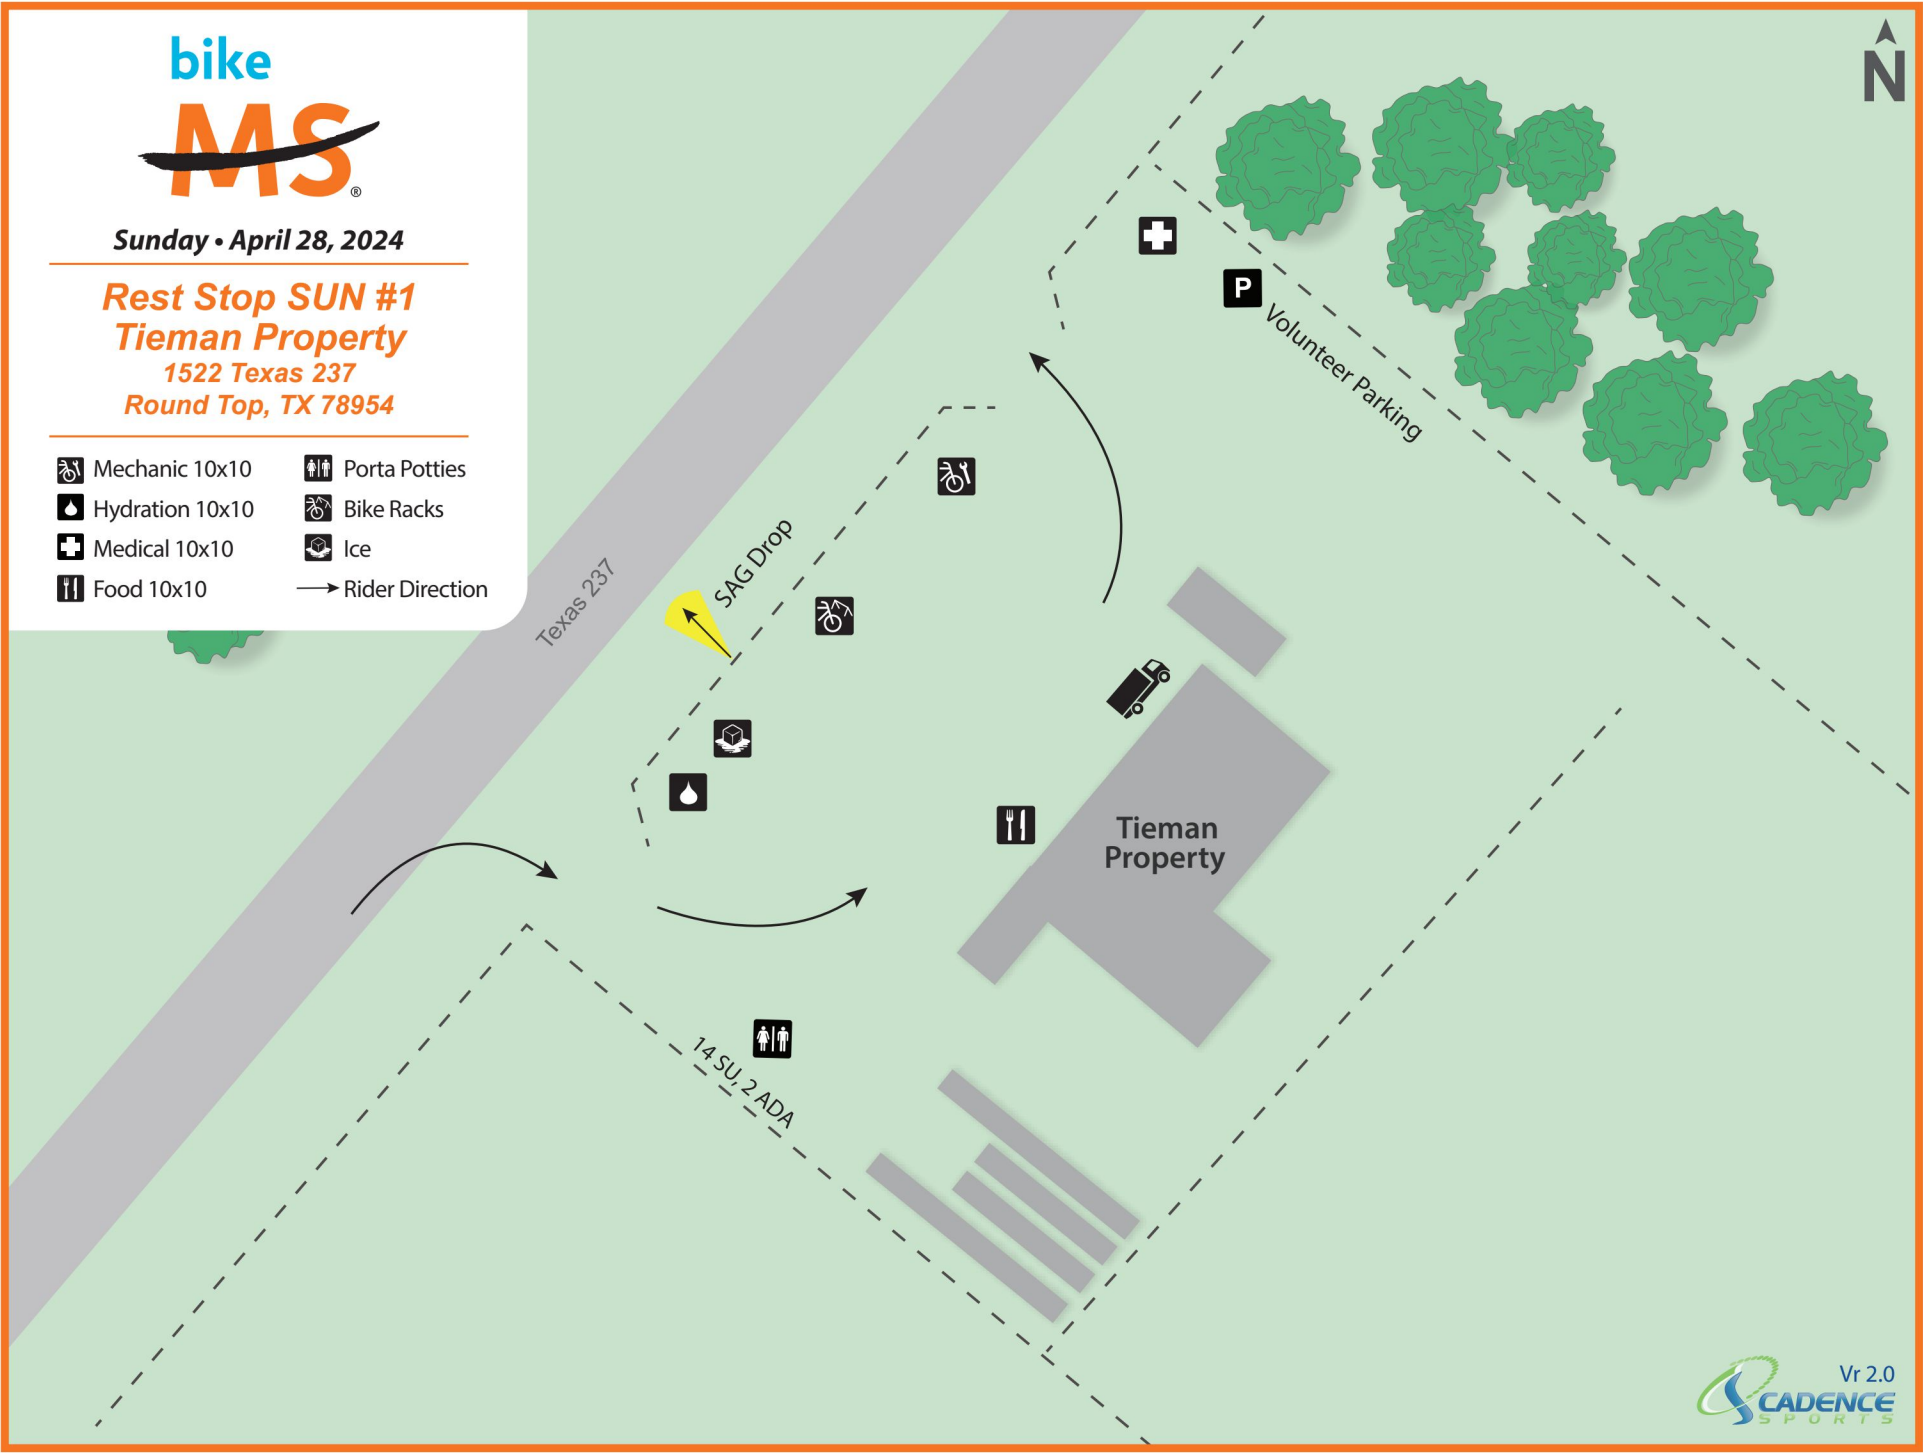 bike
MS®
Sunday • April 28, 2024
Rest Stop SUN #1
Tieman Property
1522 Texas 237
Round Top, TX 78954
Mechanic 10x10
Hydration 10x10
Medical 10x10
Food 10x10
Porta Potties
Bike Racks
Ice
Rider Direction
N
P
Volunteer Parking
SAG Drop
Texas 237
Tieman
Property
14 SU, 2 ADA
Vr 2.0
CADENCE
SPORTS